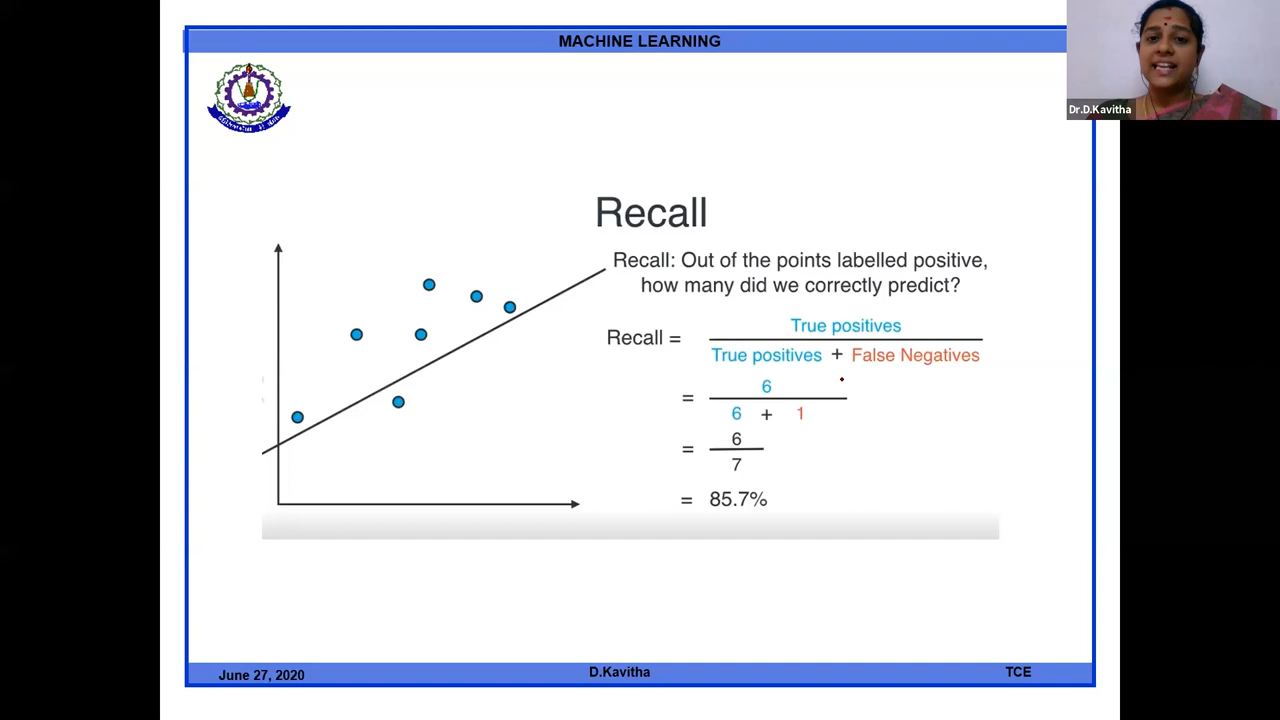 MACHINE LEARNING
Dr.D.Kavitha
Recall
Recall: Out of the points labelled positive,
how many did we correctly predict?
Recall =
True positives
True positives + False Negatives
=
6
6 + 1
=
6
7
= 85.7%
June 27, 2020
D.Kavitha
TCE